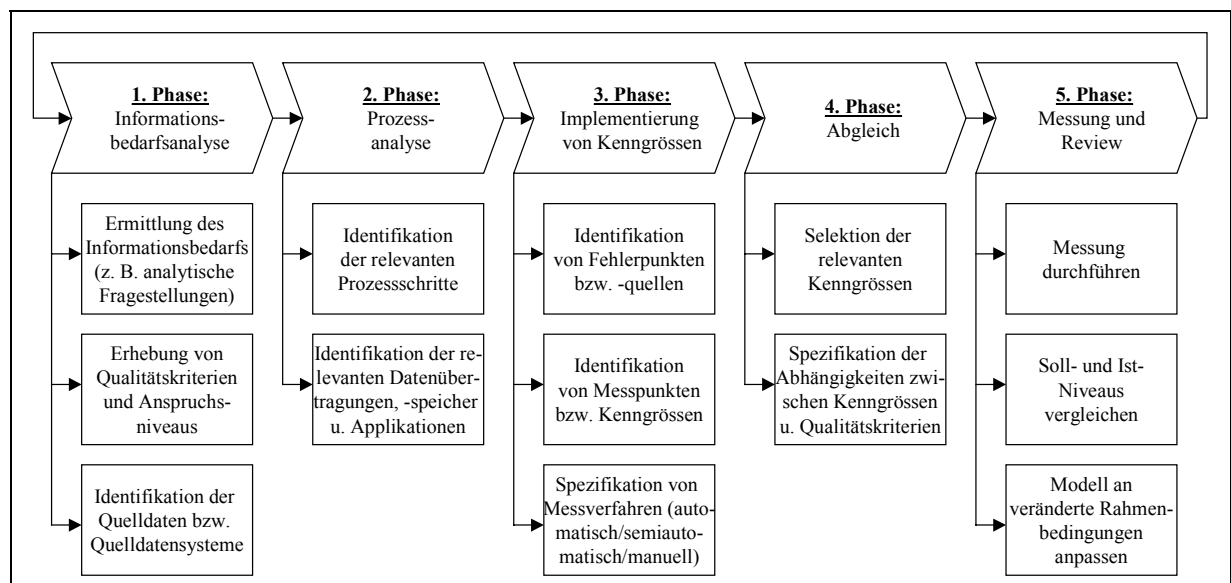 1. Phase:
Informations-
bedarfsanalyse
2. Phase:
Prozess-
analyse
3. Phase:
Implementierung
von Kenngrössen
4. Phase:
Abgleich
5. Phase:
Messung und
Review
Ermittlung des
Informationsbedarfs
(z. B. analytische
Fragestellungen)
Erhebung von
Qualitätskriterien
und Anspruchs-
niveaus
Identifikation der
Quelldaten bzw.
Quelldatensysteme
Identifikation
der relevanten
Prozessschritte
Identifikation der re-
levanten Datenüber-
tragungen, -speicher
u. Applikationen
Identifikation
von Fehlerpunkten
bzw. -quellen
Identifikation
von Messpunkten
bzw. Kenngrössen
Spezifikation von
Messverfahren (auto-
matisch/semiauto-
matisch/manuell)
Selektion der
relevanten
Kenngrössen
Spezifikation der
Abhängigkeiten zwi-
schen Kenngrössen
u. Qualitätskriterien
Messung
durchführen
Soll- und Ist-
Niveaus
vergleichen
Modell an
veränderte Rahmen-
bedingungen
anpassen